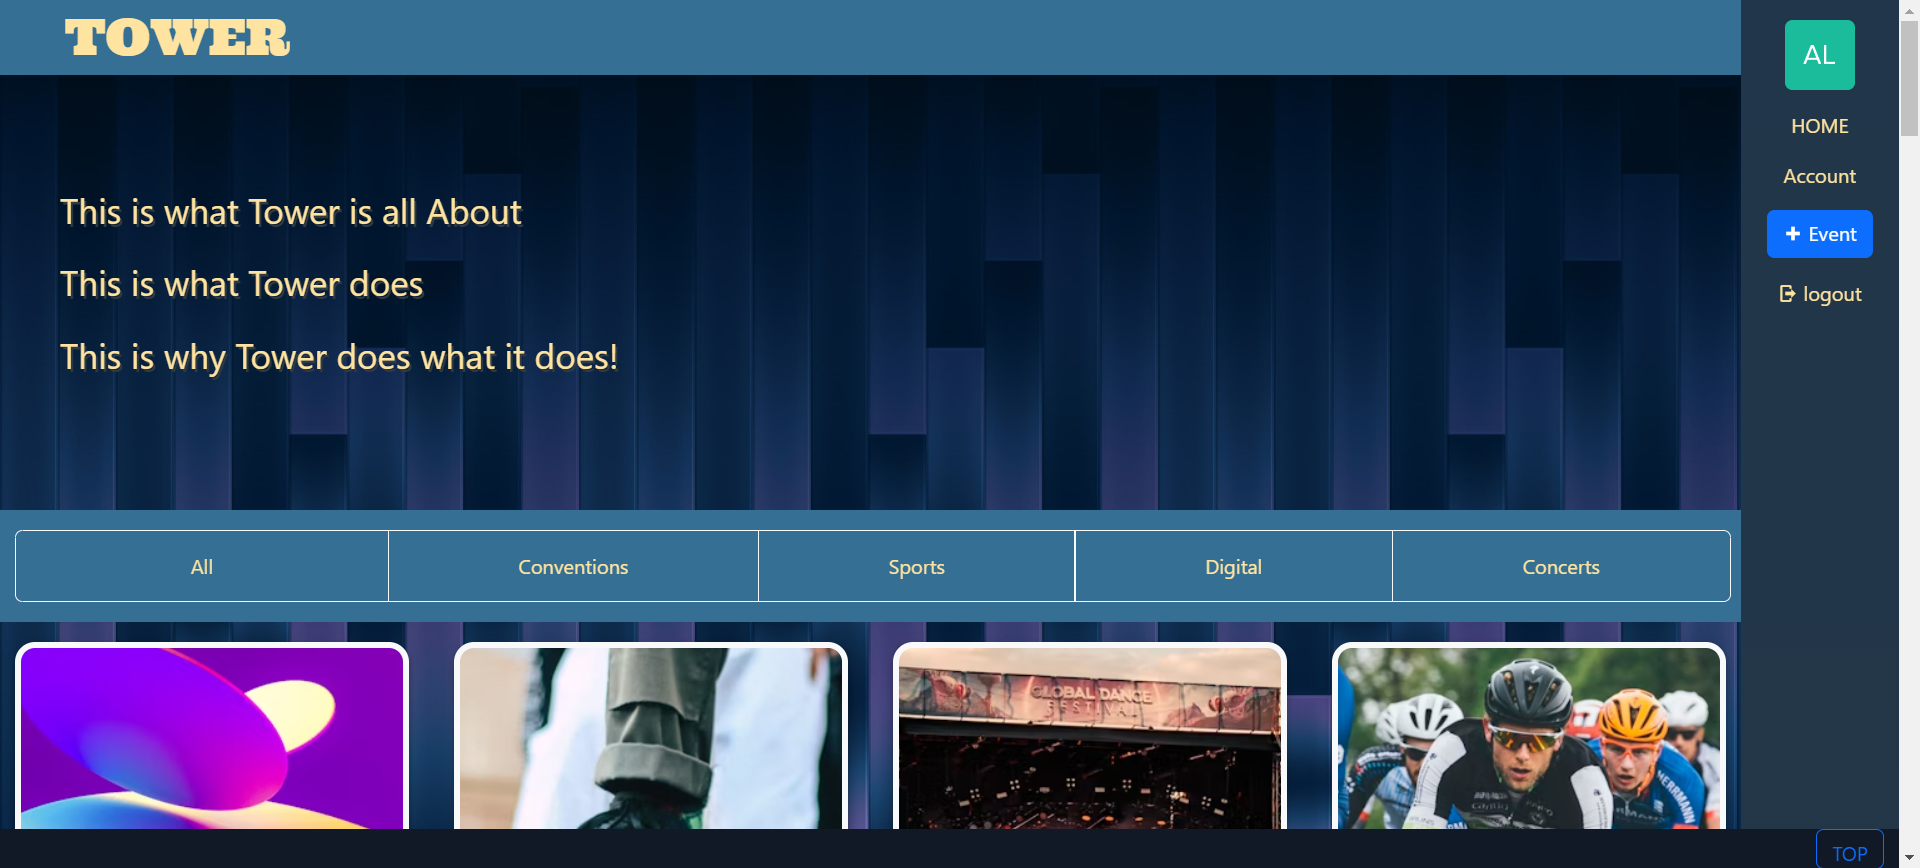 TOWER
AL
HOME
Account
Event
logout
This is what Tower is all About
This is what Tower does
This is why Tower does what it does!
All
Conventions
Sports
Digital
Concerts
GLOBAL DANCE
FESTIVAL
TOP